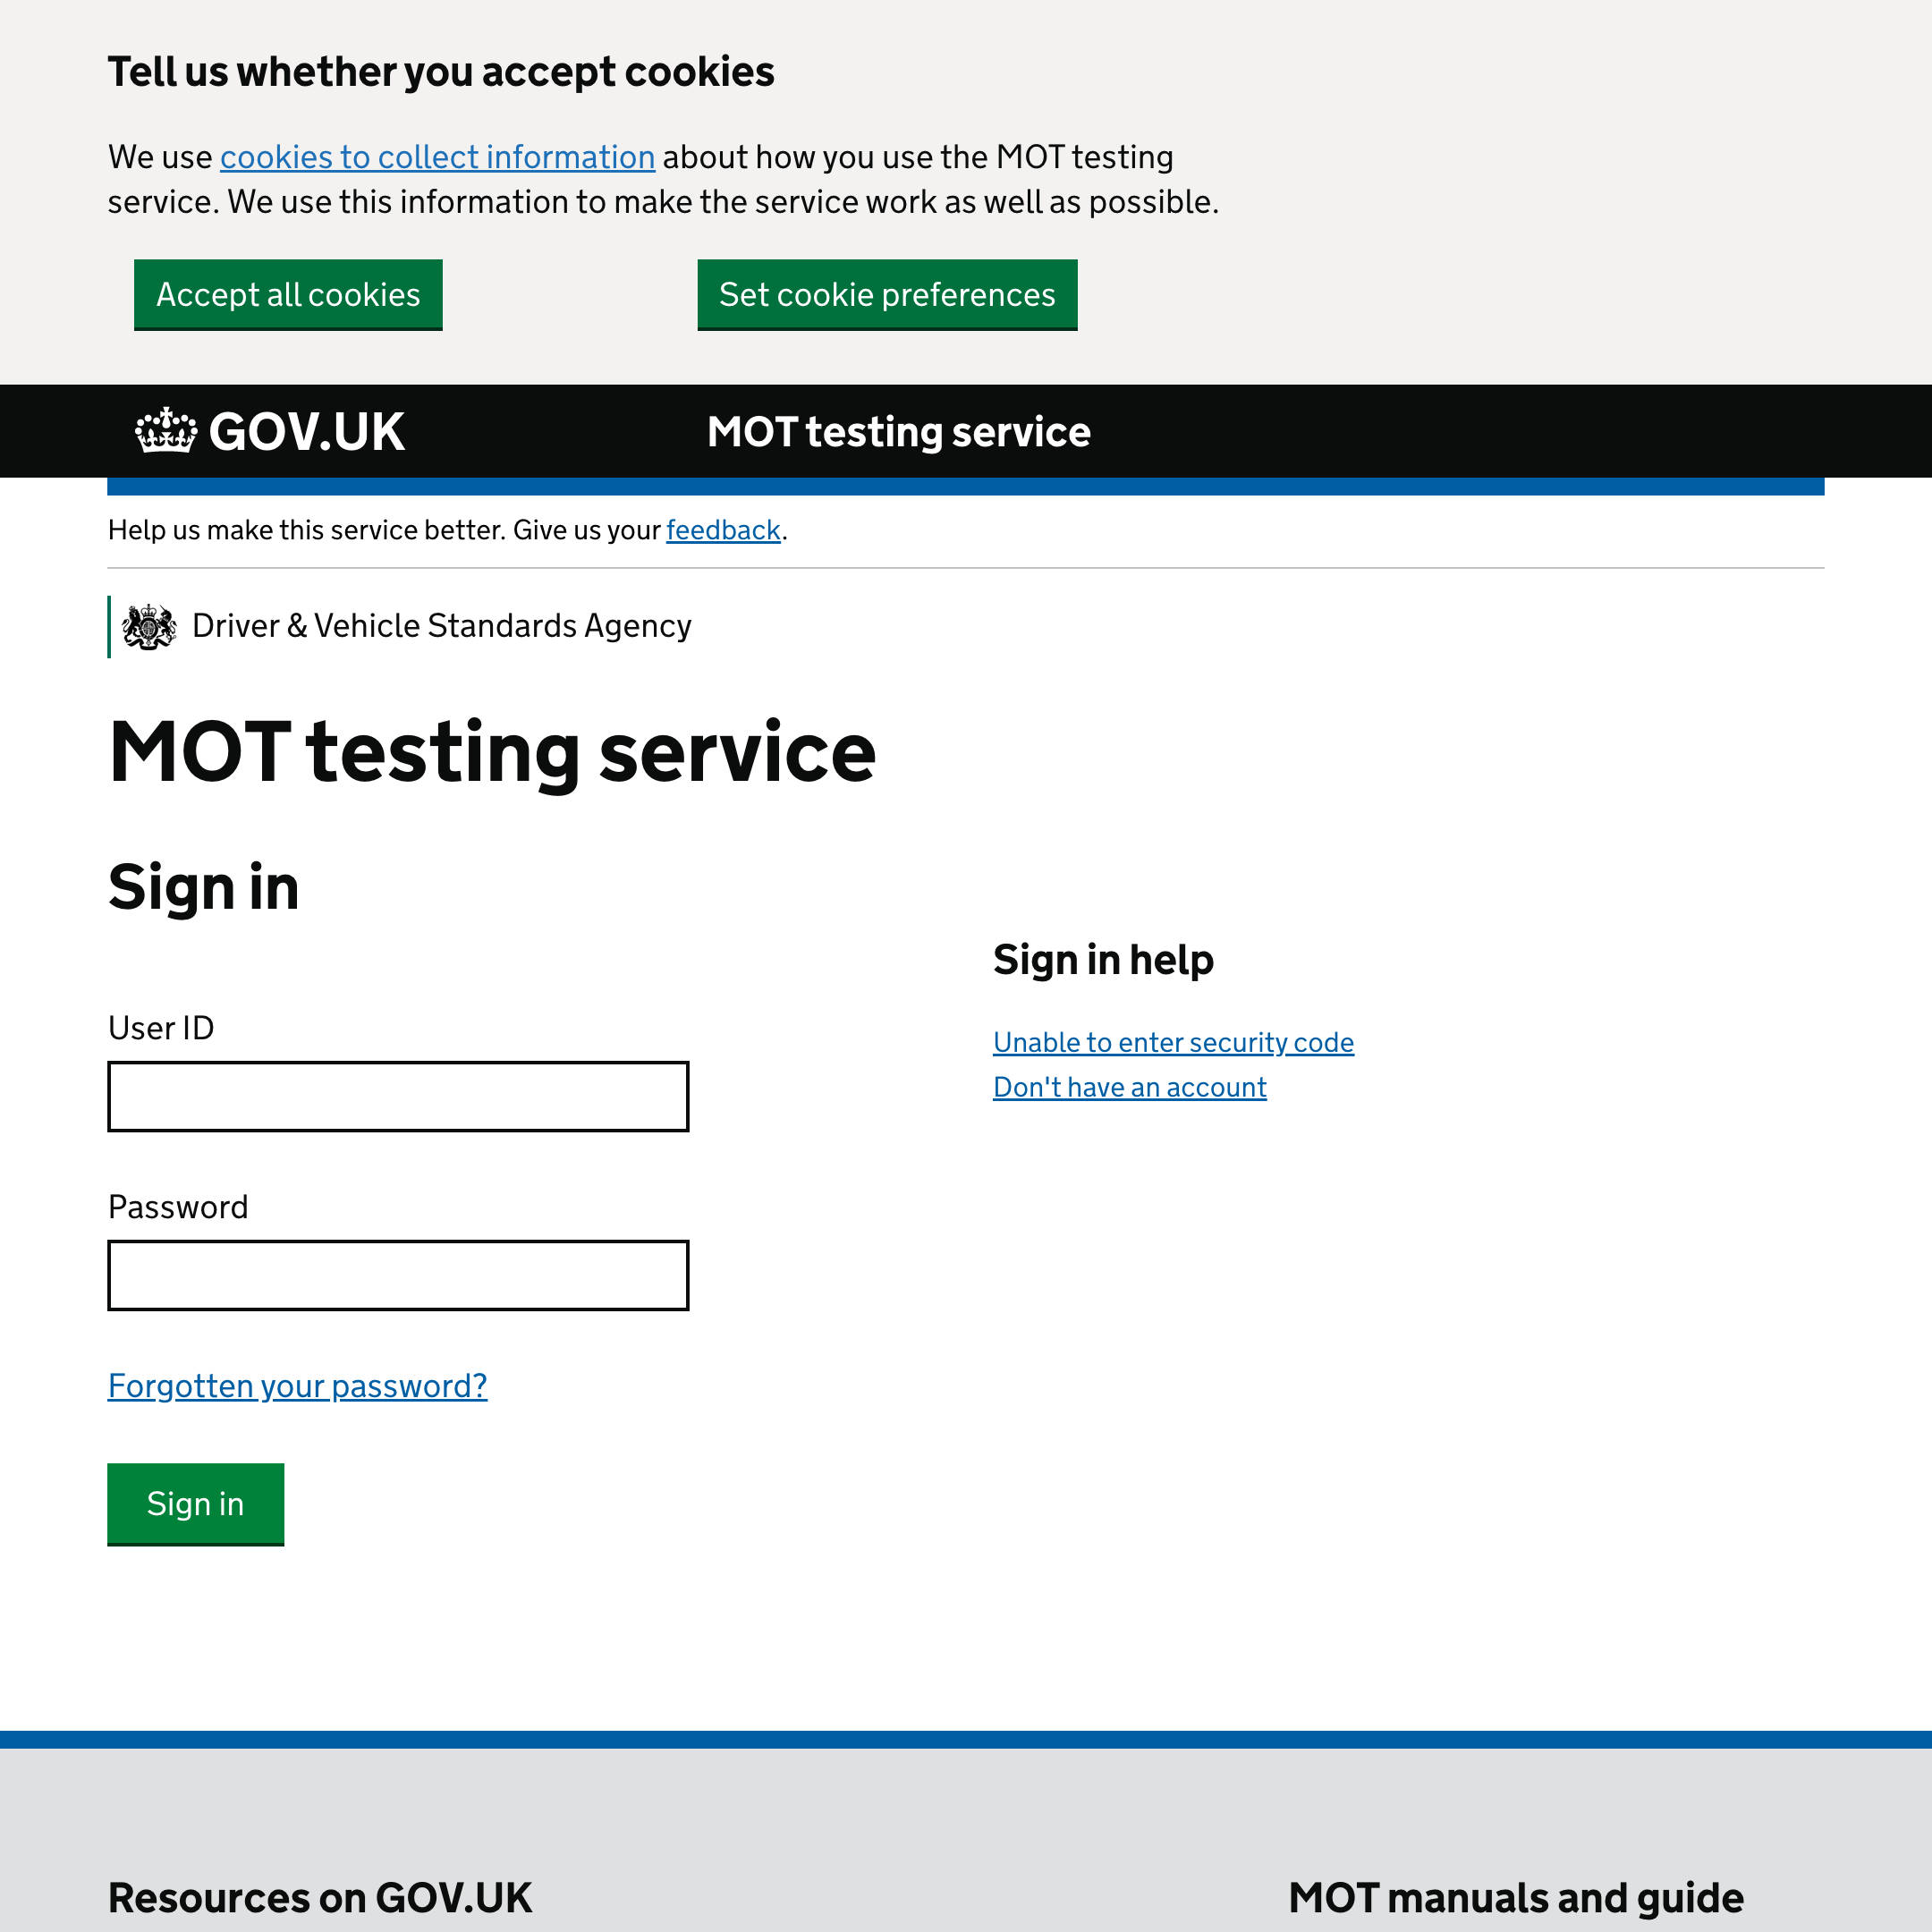 Tell us whether you accept cookies
We use cookies to collect information about how you use the MOT testing
service. We use this information to make the service work as well as possible.
Accept all cookies
Set cookie preferences
GOV.UK
MOT testing service
Help us make this service better. Give us your feedback.
Driver & Vehicle Standards Agency
MOT testing service
Sign in
User ID
Password
Forgotten your password?
Sign in
Sign in help
Unable to enter security code
Don't have an account
Resources on GOV.UK
MOT manuals and guide